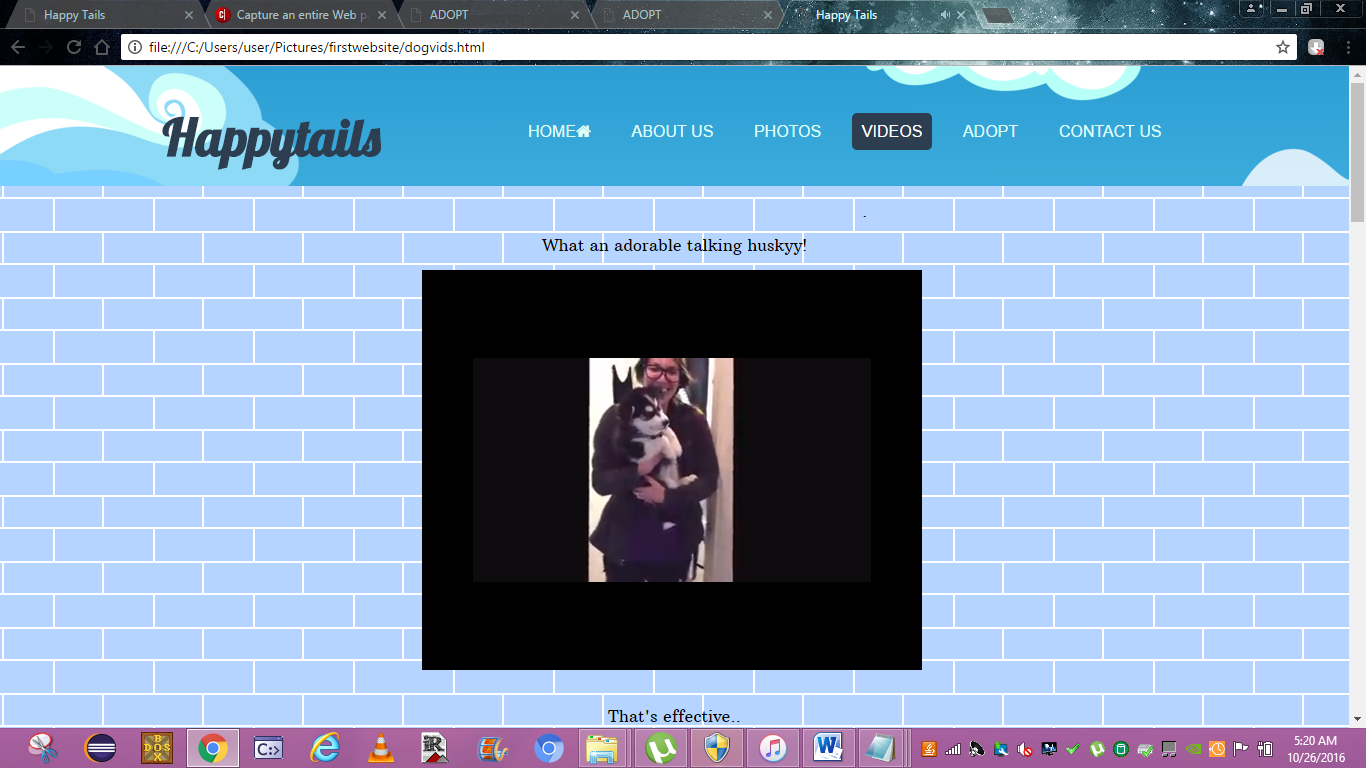 Happy Tails
Capture an entire Web p
ADOPT
ADOPT
Happy Tails
file:///C:/Users/user/Pictures/firstwebsite/dogvids.html
Happytails
HOME
ABOUT US
PHOTOS
VIDEOS
ADOPT
CONTACT US
.
What an adorable talking huskyy!
That's effective..
5:20 AM
10/26/2016